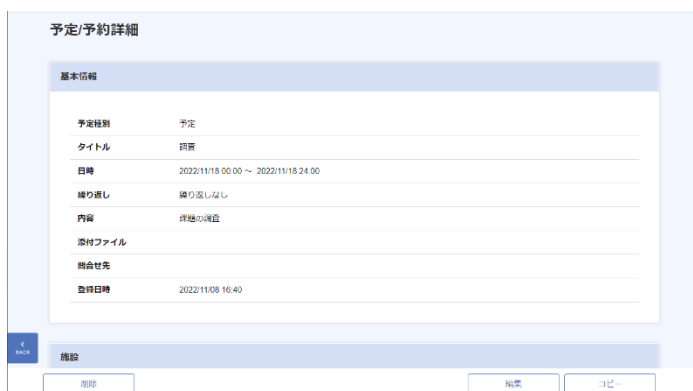 予定/予約詳細
基本情報
予定種別 予定
タイトル 調査
日時 2022/11/18 00:00 ～ 2022/11/18 24:00
繰り返し 繰り返しなし
内容 課題の調査
添付ファイル
問合せ先
登録日時 2022/11/08 16:40
BACK
施設
削除 編集 コピー